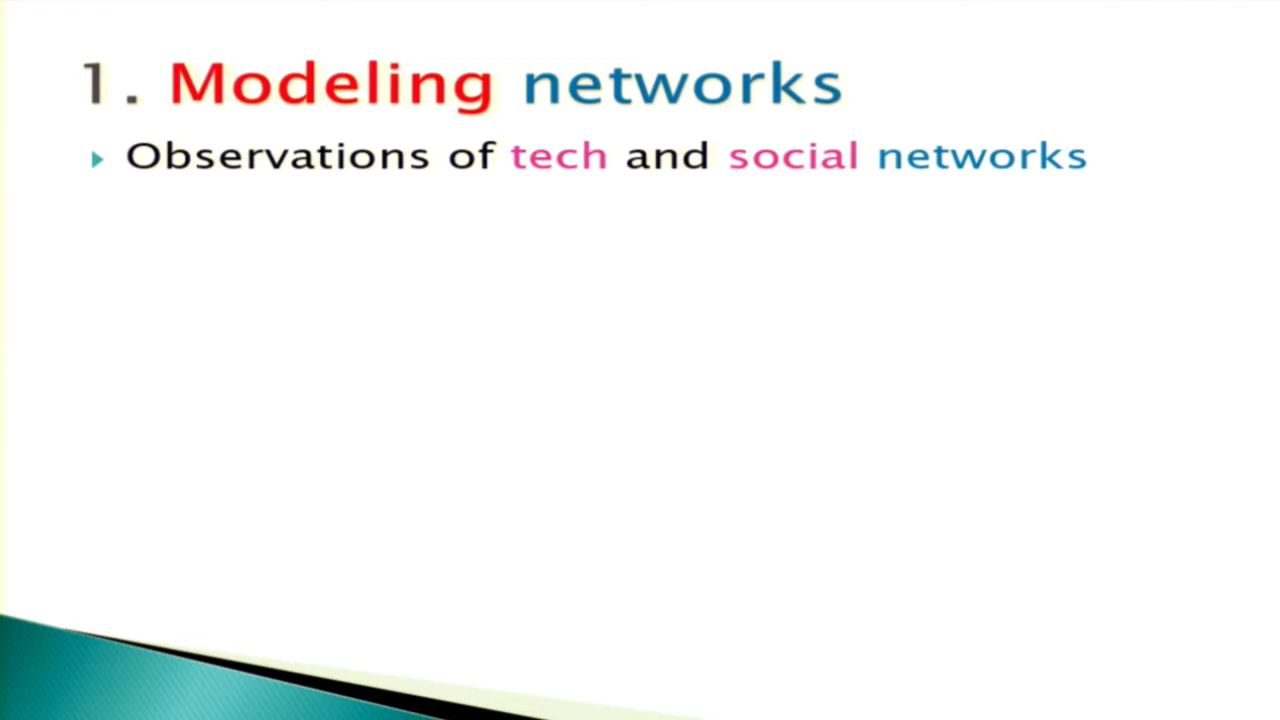 1. Modeling networks
Observations of tech and social networks